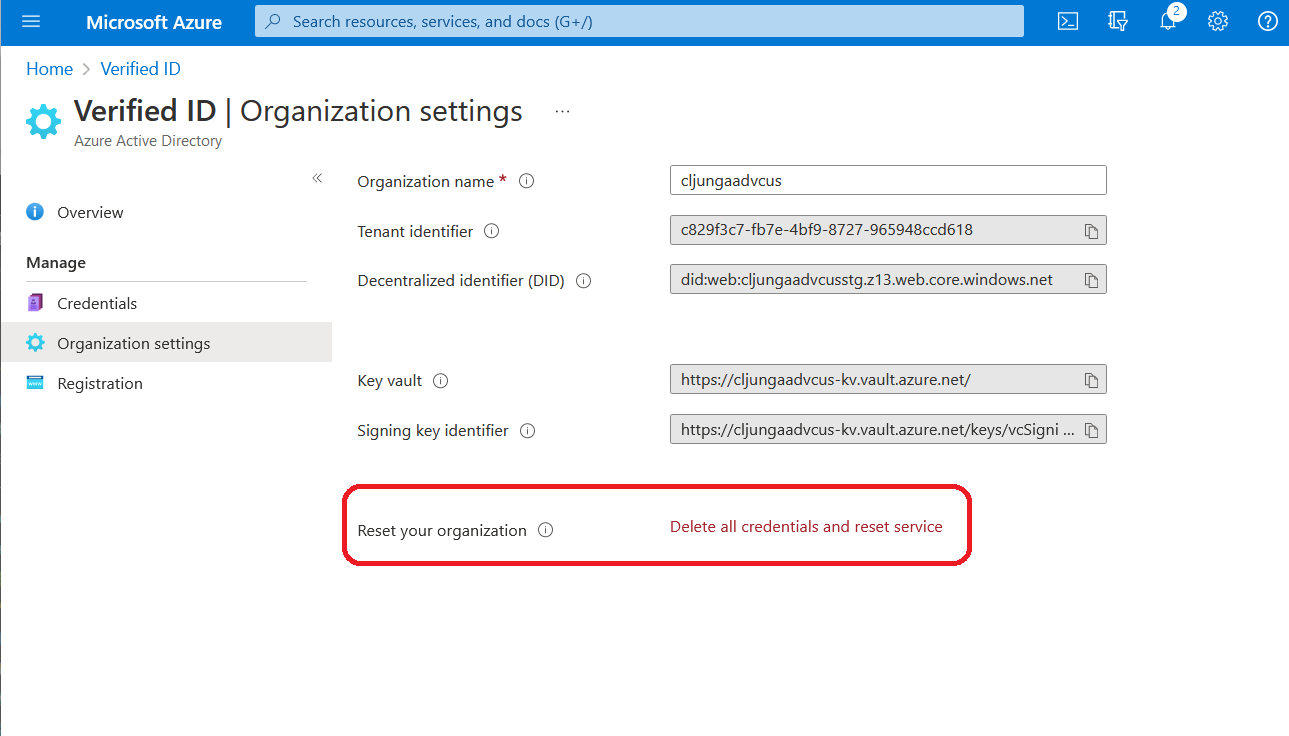 Microsoft Azure
Search resources, services, and docs (G+/)
2
Home > Verified ID
Verified ID | Organization settings ...
Azure Active Directory
«
Overview
Manage
Credentials
Organization settings
Registration
Organization name *
cljungaadvcus
Tenant identifier
c829f3c7-fb7e-4bf9-8727-965948ccd618
Decentralized identifier (DID)
did:web:cljungaadvcusstg.z13.web.core.windows.net
Key vault
https://cljungaadvcus-kv.vault.azure.net/
Signing key identifier
https://cljungaadvcus-kv.vault.azure.net/keys/vcSigni ...
Reset your organization
Delete all credentials and reset service